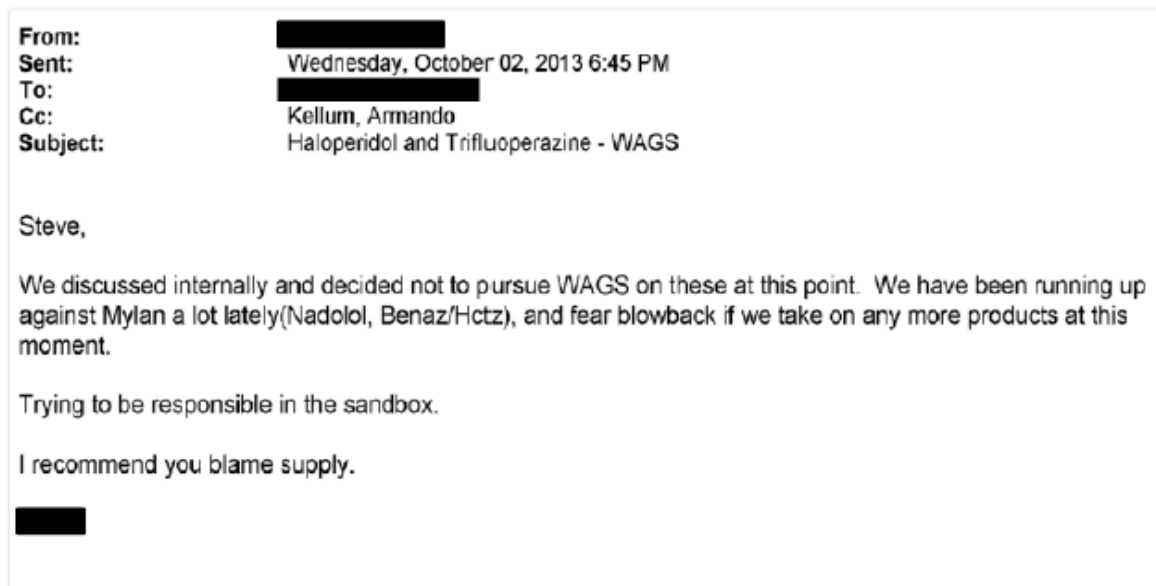 From:
Sent: Wednesday, October 02, 2013 6:45 PM
To:
Cc: Kellum, Armando
Subject: Haloperidol and Trifluoperazine - WAGS
Steve,
We discussed internally and decided not to pursue WAGS on these at this point. We have been running up
against Mylan a lot lately(Nadolol, Benaz/Hctz), and fear blowback if we take on any more products at this
moment.
Trying to be responsible in the sandbox.
I recommend you blame supply.